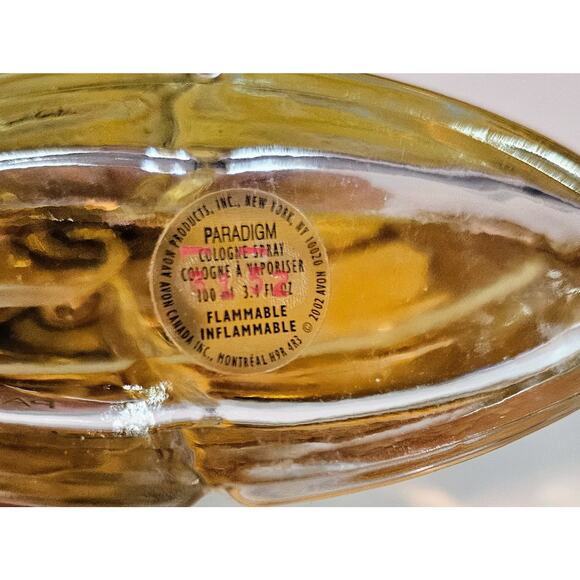 AVON PRODUCTS, INC., NEW YORK, NY 10020
PARADIGM
COLOGNE SPRAY
COLOGNE À VAPORISER
100 ml 3.4 FL OZ
FLAMMABLE
INFLAMMABLE
AVON CANADA INC., MONTRÉAL H9R 4R3
© 2002 AVON